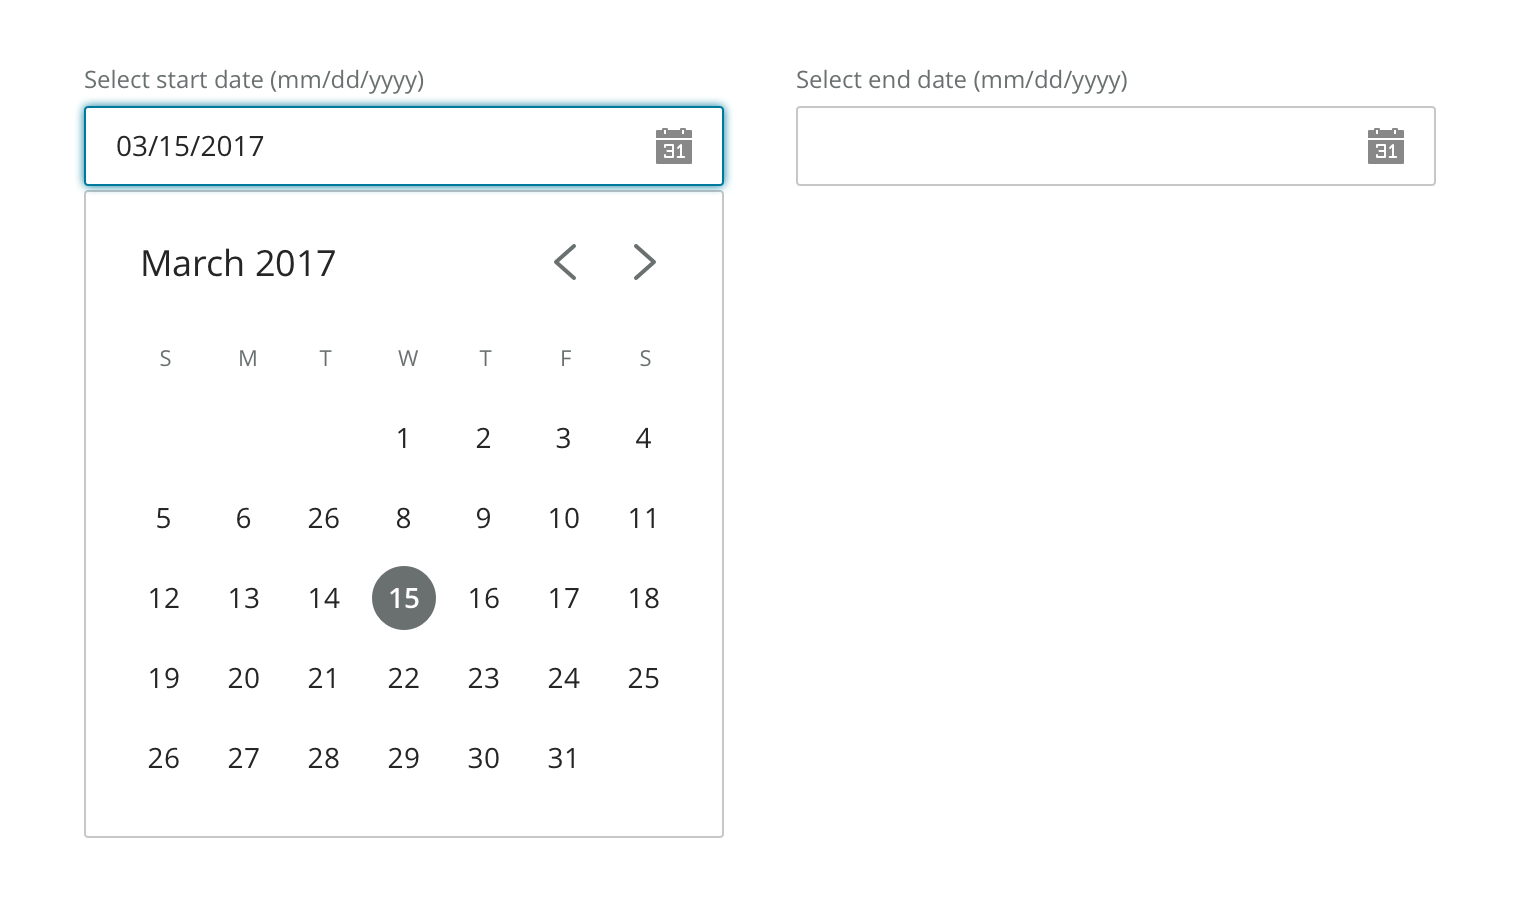 Select start date (mm/dd/yyyy)
Select end date (mm/dd/yyyy)
03/15/2017
31
31
March 2017
S M T W T F S
1 2 3 4
5 6 26 8 9 10 11
12 13 14 15 16 17 18
19 20 21 22 23 24 25
26 27 28 29 30 31